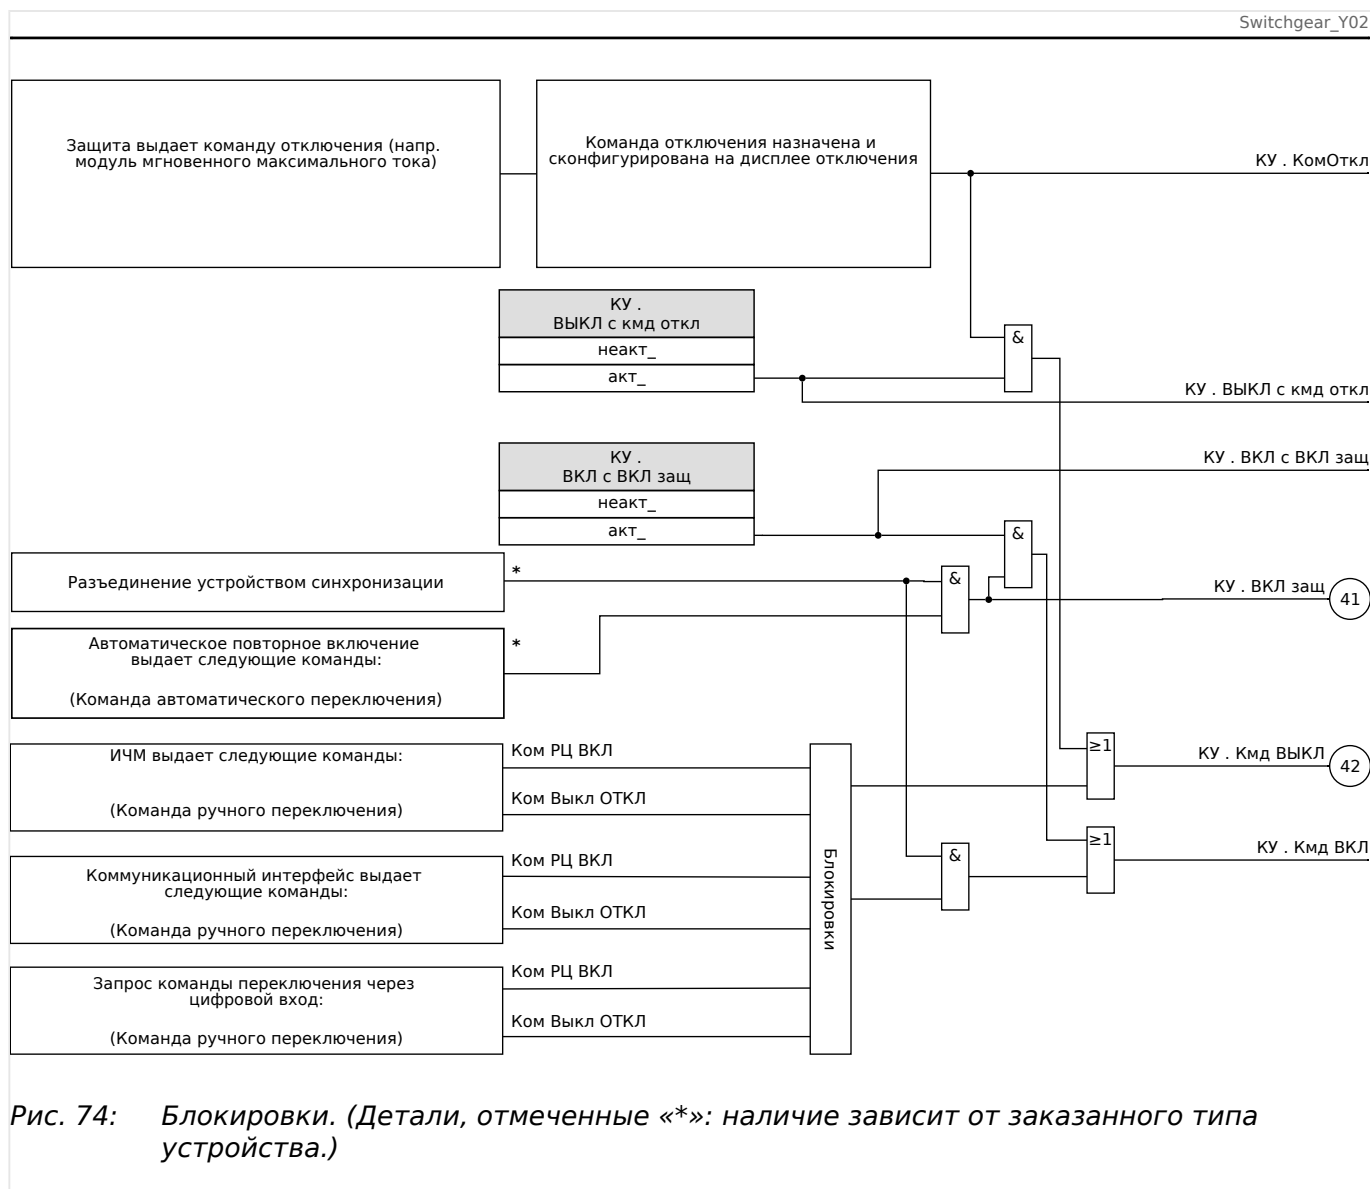 Switchgear_Y02
Защита выдает команду отключения (напр.
модуль мгновенного максимального тока)
Команда отключения назначена и
сконфигурирована на дисплее отключения
КУ . КомОткл
КУ .
ВЫКЛ с кмд откл
неакт_
акт_
&
КУ . ВЫКЛ с кмд откл
КУ .
ВКЛ с ВКЛ защ
неакт_
акт_
КУ . ВКЛ с ВКЛ защ
&
Разъединение устройством синхронизации
*
&
КУ . ВКЛ защ
41
Автоматическое повторное включение
выдает следующие команды:
(Команда автоматического переключения)
*
ИЧМ выдает следующие команды:
(Команда ручного переключения)
Ком РЦ ВКЛ
Ком Выкл ОТКЛ
≥1
КУ . Кмд ВЫКЛ
42
Коммуникационный интерфейс выдает
следующие команды:
(Команда ручного переключения)
Ком РЦ ВКЛ
Ком Выкл ОТКЛ
Блокировки
&
≥1
КУ . Кмд ВКЛ
Запрос команды переключения через
цифровой вход:
(Команда ручного переключения)
Ком РЦ ВКЛ
Ком Выкл ОТКЛ
Рис. 74: Блокировки. (Детали, отмеченные «*»: наличие зависит от заказанного типа
устройства.)